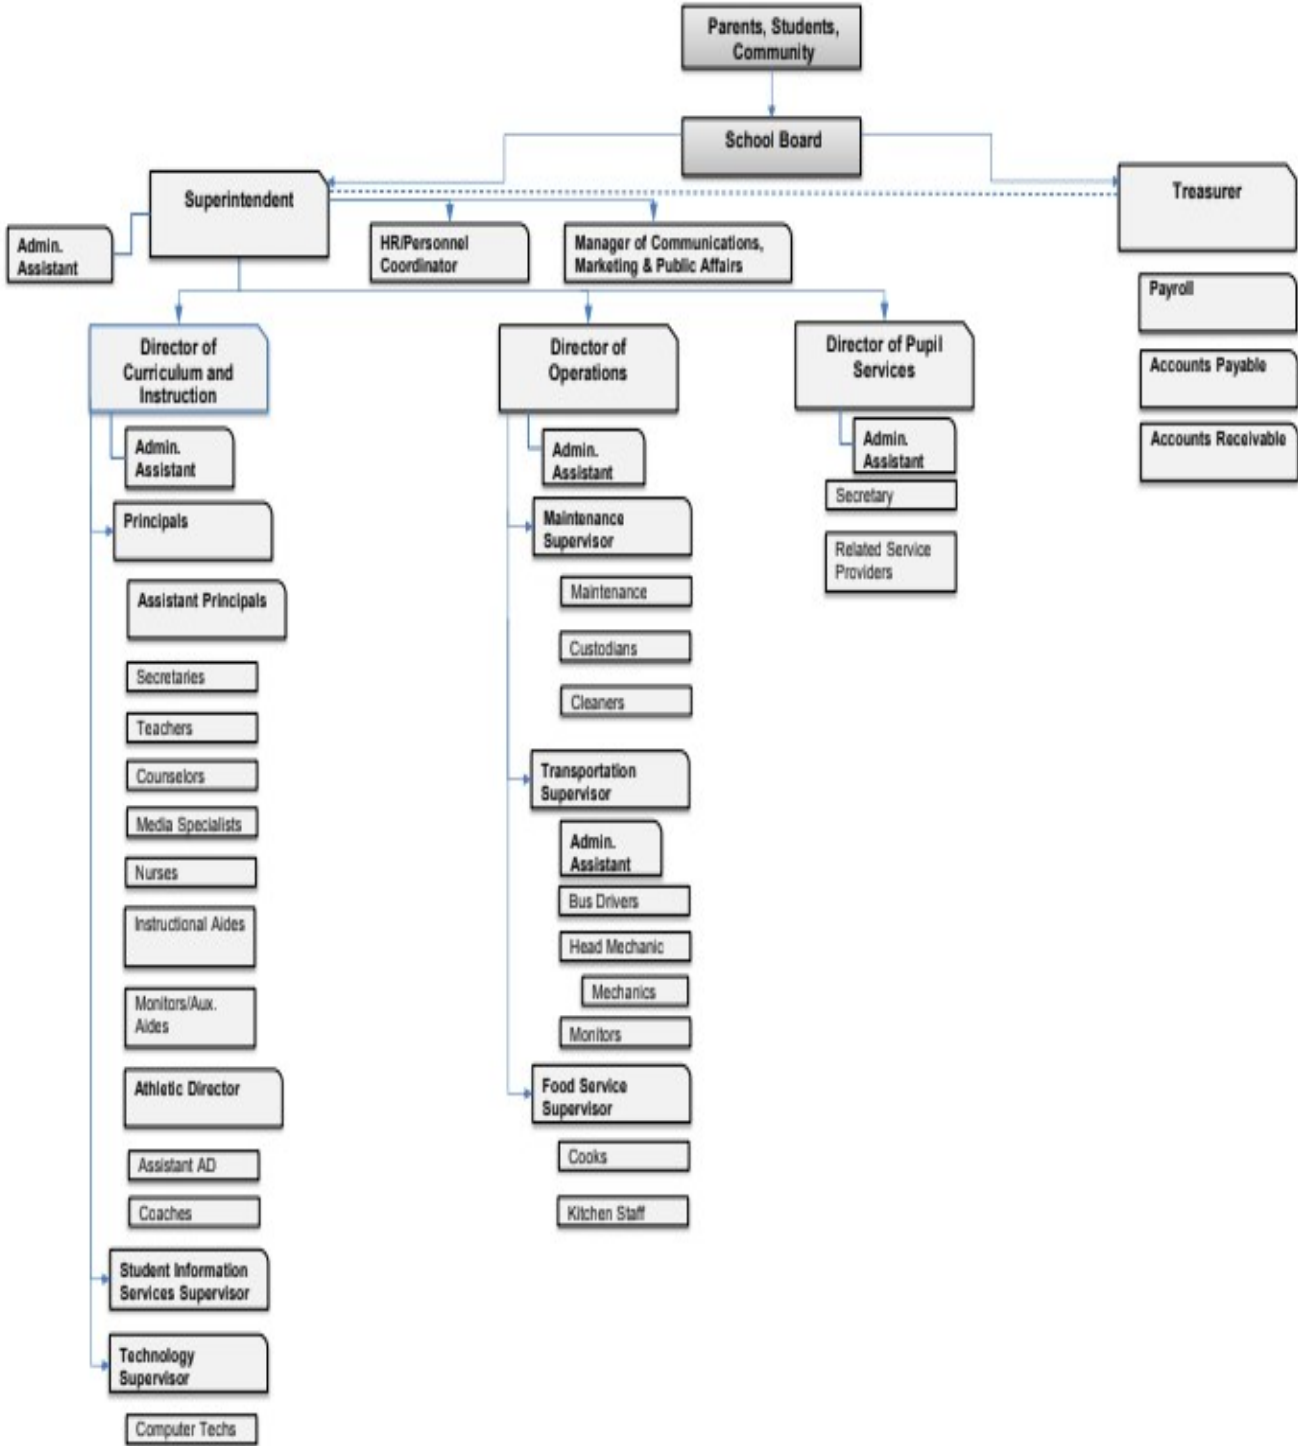 Parents, Students,
Community
School Board
Superintendent
Treasurer
Admin.
Assistant
HR/Personnel
Coordinator
Manager of Communications,
Marketing & Public Affairs
Payroll
Accounts Payable
Accounts Receivable
Director of
Curriculum and
Instruction
Admin.
Assistant
Principals
Assistant Principals
Secretaries
Teachers
Counselors
Media Specialists
Nurses
Instructional Aides
Monitors/Aux.
Aides
Athletic Director
Assistant AD
Coaches
Student Information
Services Supervisor
Technology
Supervisor
Computer Techs
Director of
Operations
Admin.
Assistant
Maintenance
Supervisor
Maintenance
Custodians
Cleaners
Transportation
Supervisor
Admin.
Assistant
Bus Drivers
Head Mechanic
Mechanics
Monitors
Food Service
Supervisor
Cooks
Kitchen Staff
Director of Pupil
Services
Admin.
Assistant
Secretary
Related Service
Providers